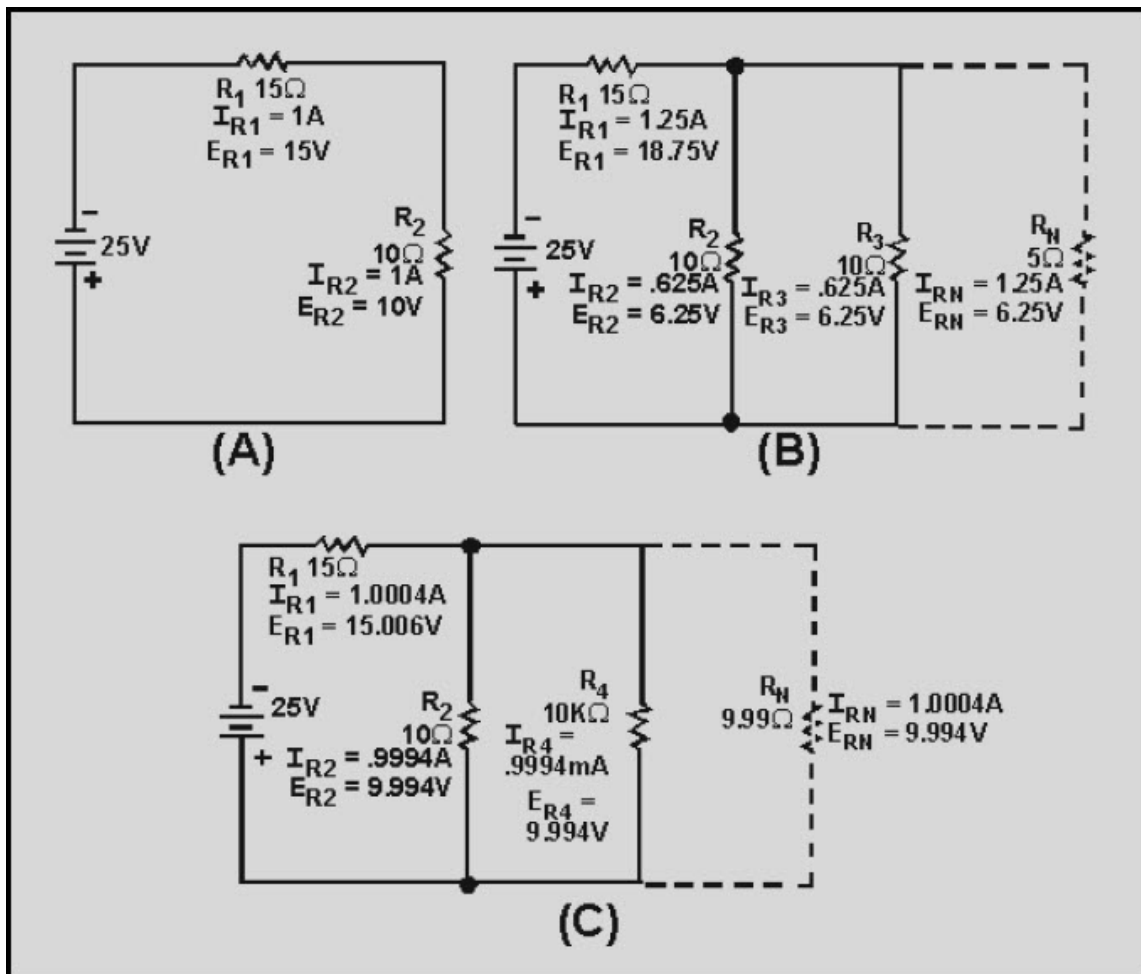 R1 15Ω
IR1 = 1A
ER1 = 15V
−
25V
+
R2
10Ω
IR2 = 1A
ER2 = 10V
(A)
R1 15Ω
IR1 = 1.25A
ER1 = 18.75V
−
25V
+
R2
10Ω
IR2 = .625A
ER2 = 6.25V
R3
10Ω
IR3 = .625A
ER3 = 6.25V
RN
5Ω
IRN = 1.25A
ERN = 6.25V
(B)
R1 15Ω
IR1 = 1.0004A
ER1 = 15.006V
−
25V
+
R2
10Ω
IR2 = .9994A
ER2 = 9.994V
R4
10KΩ
IR4 =
.9994mA
ER4 =
9.994V
RN
9.99Ω
IRN = 1.0004A
ERN = 9.994V
(C)